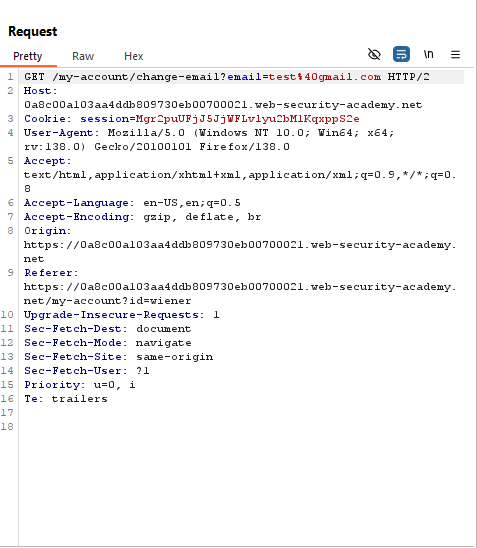 Request
Pretty Raw Hex \n
1 GET /my-account/change-email?email=test%40gmail.com HTTP/2
2 Host:
0a8c00a103aa4ddb809730eb00700021.web-security-academy.net
3 Cookie: session=Mgr2puUFjJ5JjWFLvlyu2bMlKqxppS2e
4 User-Agent: Mozilla/5.0 (Windows NT 10.0; Win64; x64;
rv:138.0) Gecko/20100101 Firefox/138.0
5 Accept:
text/html,application/xhtml+xml,application/xml;q=0.9,*/*;q=0.
8
6 Accept-Language: en-US,en;q=0.5
7 Accept-Encoding: gzip, deflate, br
8 Origin:
https://0a8c00a103aa4ddb809730eb00700021.web-security-academy.
net
9 Referer:
https://0a8c00a103aa4ddb809730eb00700021.web-security-academy.
net/my-account?id=wiener
10 Upgrade-Insecure-Requests: 1
11 Sec-Fetch-Dest: document
12 Sec-Fetch-Mode: navigate
13 Sec-Fetch-Site: same-origin
14 Sec-Fetch-User: ?1
15 Priority: u=0, i
16 Te: trailers
17
18